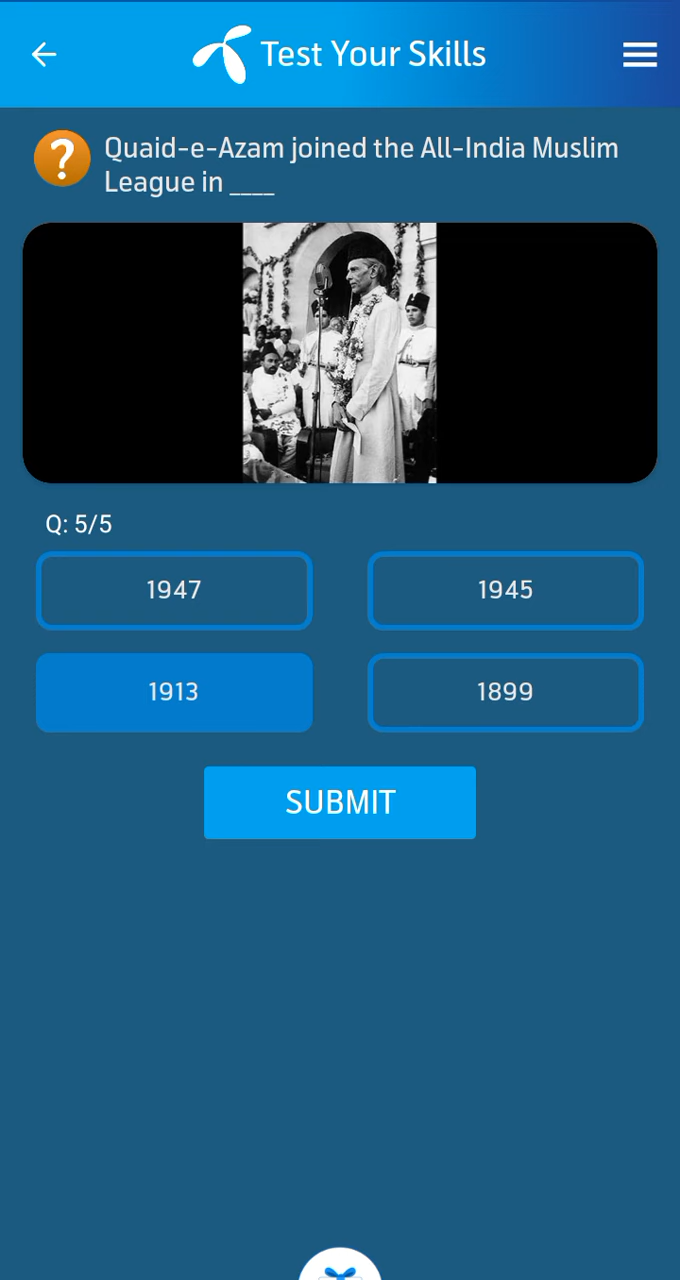 Test Your Skills
Quaid-e-Azam joined the All-India Muslim
League in ____
Q: 5/5
1947
1945
1913
1899
SUBMIT